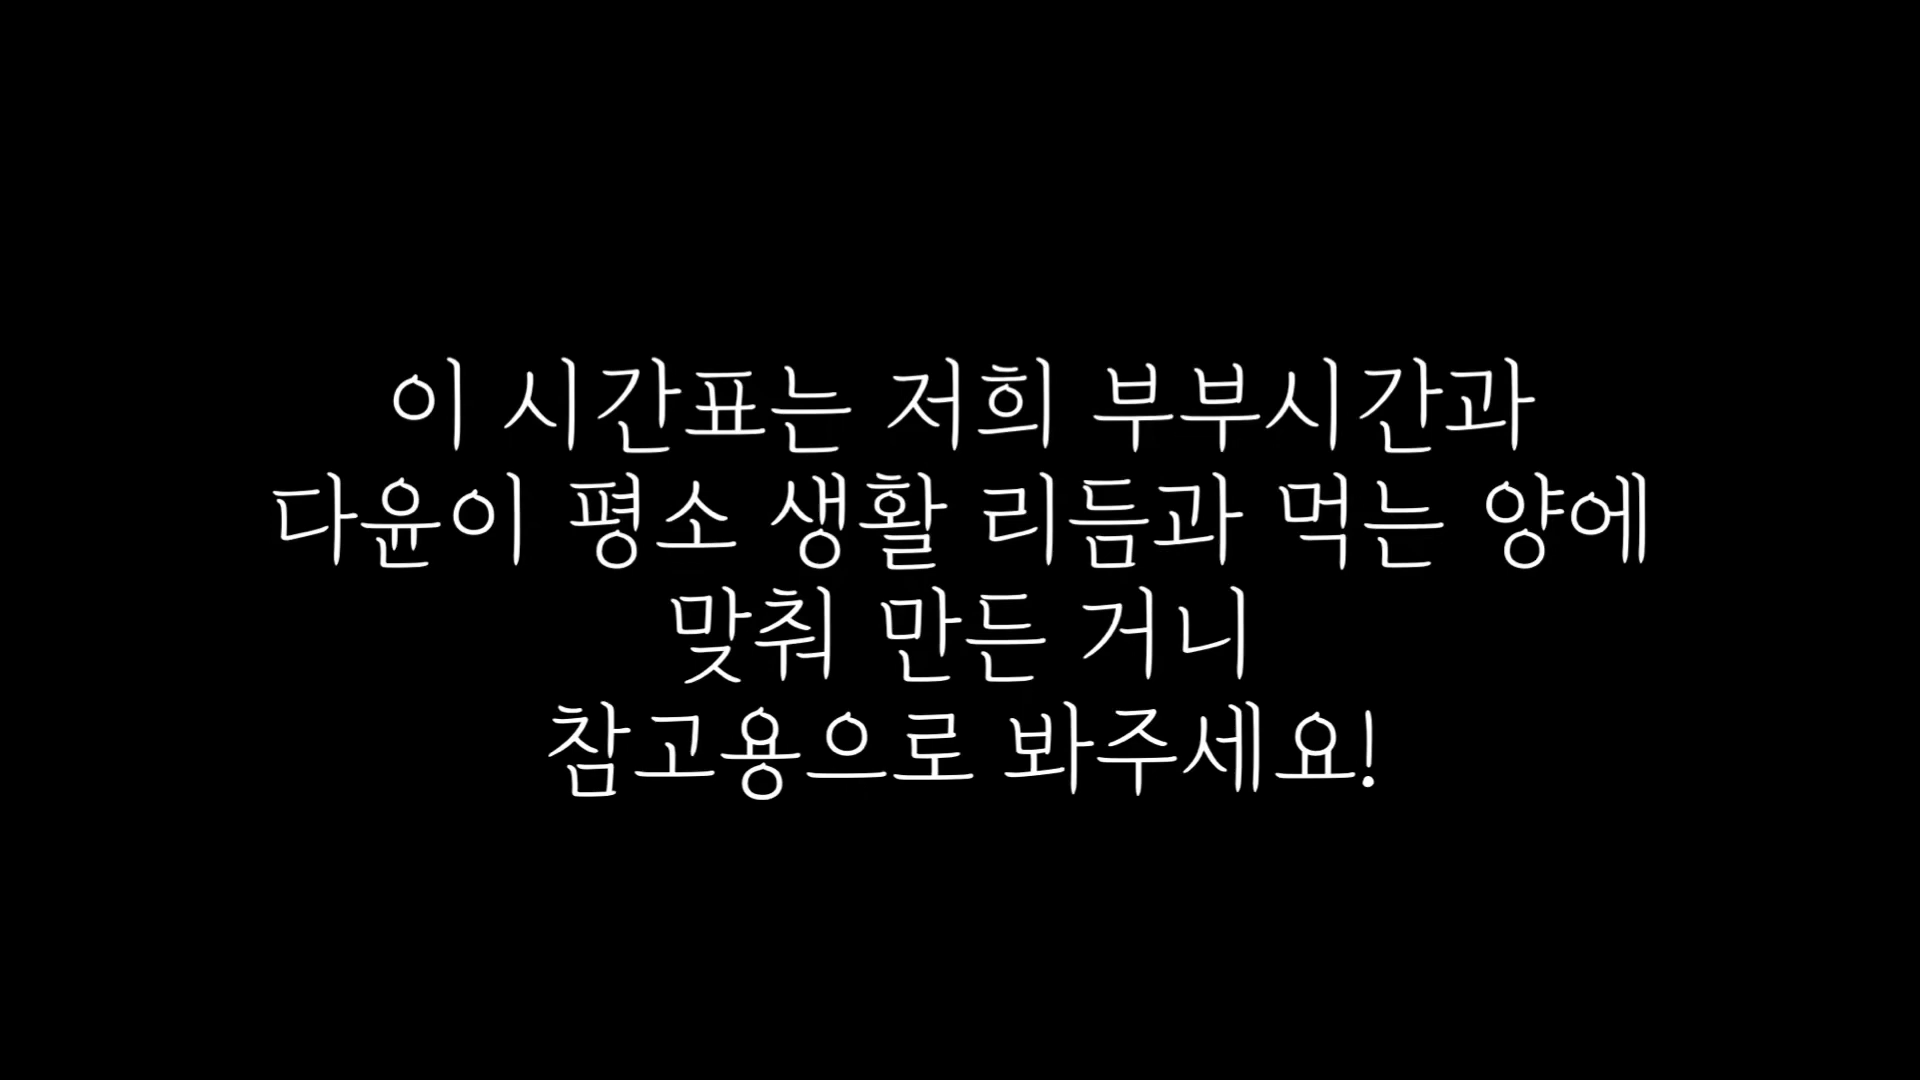 이 시간표는 저희 부부시간과
다윤이 평소 생활 리듬과 먹는 양에
맞춰 만든 거니
참고용으로 봐주세요!